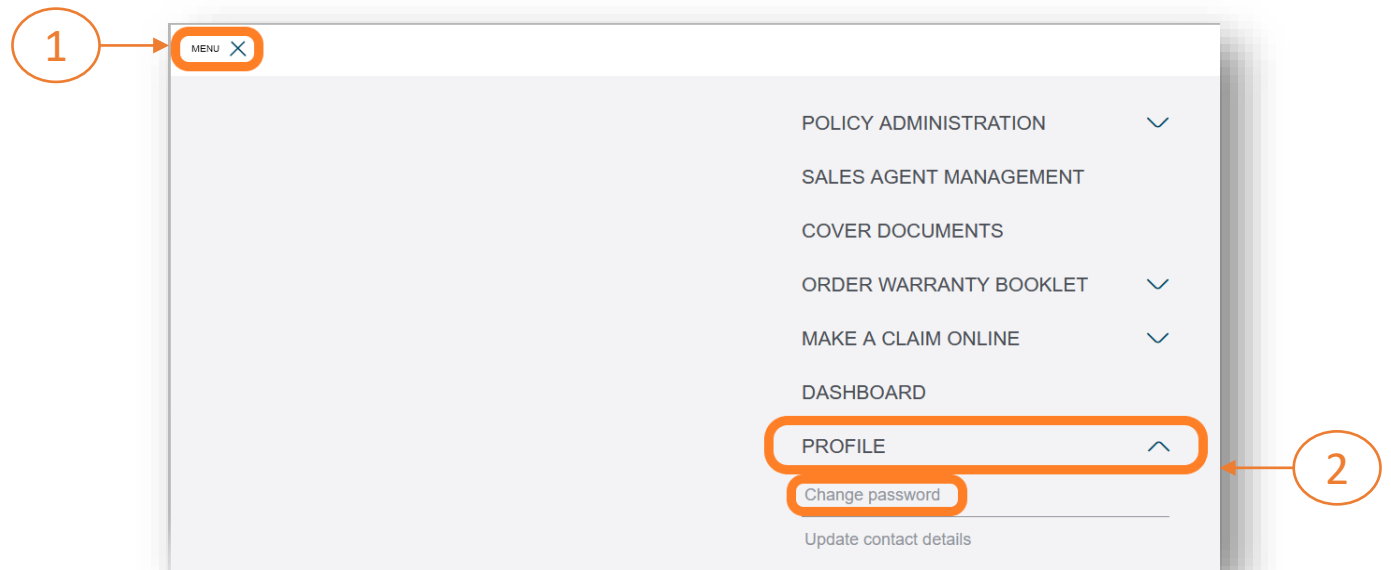 1
MENU
POLICY ADMINISTRATION
SALES AGENT MANAGEMENT
COVER DOCUMENTS
ORDER WARRANTY BOOKLET
MAKE A CLAIM ONLINE
DASHBOARD
PROFILE
2
Change password
Update contact details